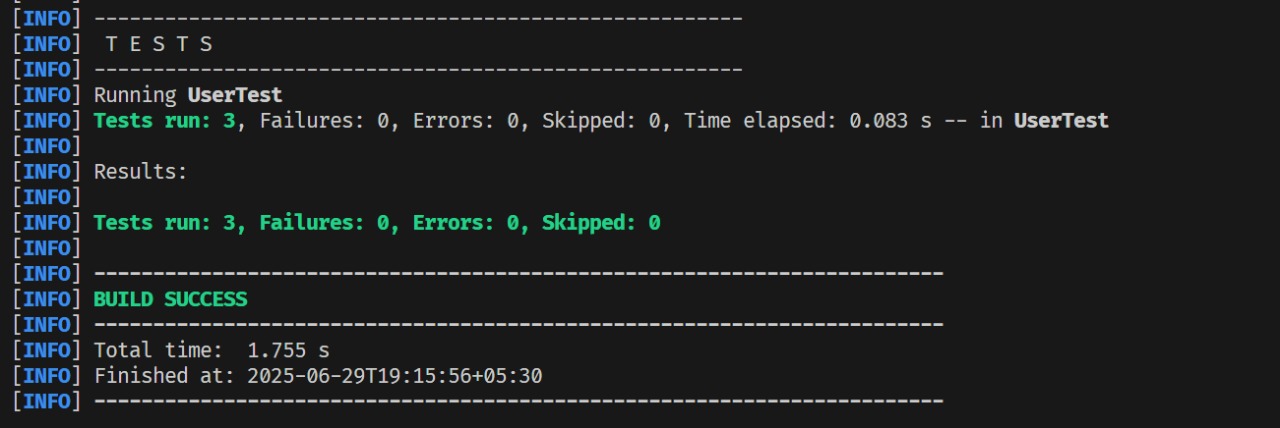 [INFO] -------------------------------------------------------
[INFO]  T E S T S
[INFO] -------------------------------------------------------
[INFO] Running UserTest
[INFO] Tests run: 3, Failures: 0, Errors: 0, Skipped: 0, Time elapsed: 0.083 s -- in UserTest
[INFO]
[INFO] Results:
[INFO]
[INFO] Tests run: 3, Failures: 0, Errors: 0, Skipped: 0
[INFO]
[INFO] ------------------------------------------------------------------------
[INFO] BUILD SUCCESS
[INFO] ------------------------------------------------------------------------
[INFO] Total time:  1.755 s
[INFO] Finished at: 2025-06-29T19:15:56+05:30
[INFO] ------------------------------------------------------------------------